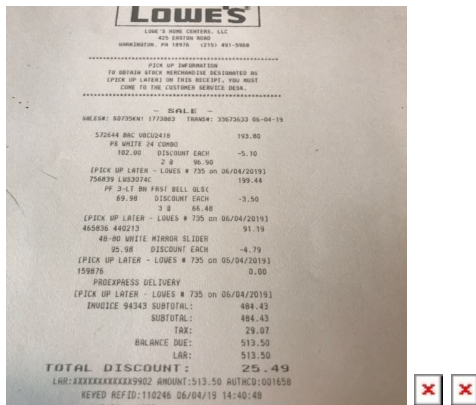 LOWE'S
LOWE'S HOME CENTERS, LLC
425 EASTON ROAD
WARRINGTON, PA 18976 (215) 491-5960
PICK UP INFORMATION
TO OBTAIN STOCK MERCHANDISE DESIGNATED AS
[PICK UP LATER] ON THIS RECEIPT, YOU MUST
COME TO THE CUSTOMER SERVICE DESK.
- SALE -
SALES#: S0735KN1 1773803 TRANS#: 33673633 06-04-19
572644 BAC VBCU2418 193.80
PB WHITE 24 COMBO
102.00 DISCOUNT EACH -5.10
2 @ 96.90
[PICK UP LATER - LOWES # 735 on 06/04/2019]
756839 LWS3074C 199.44
PF 3-LT BN FRST BELL GLSC
69.98 DISCOUNT EACH -3.50
3 @ 66.48
[PICK UP LATER - LOWES # 735 on 06/04/2019]
465836 440213 91.19
48-80 WHITE MIRROR SLIDER
95.98 DISCOUNT EACH -4.79
[PICK UP LATER - LOWES # 735 on 06/04/2019]
159876 0.00
PROEXPRESS DELIVERY
[PICK UP LATER - LOWES # 735 on 06/04/2019]
INVOICE 94343 SUBTOTAL: 484.43
SUBTOTAL: 484.43
TAX: 29.07
BALANCE DUE: 513.50
LAR: 513.50
TOTAL DISCOUNT: 25.49
LAR:XXXXXXXXXXXX9902 AMOUNT:513.50 AUTHCD:001658
KEYED REFID:110246 06/04/19 14:40:48